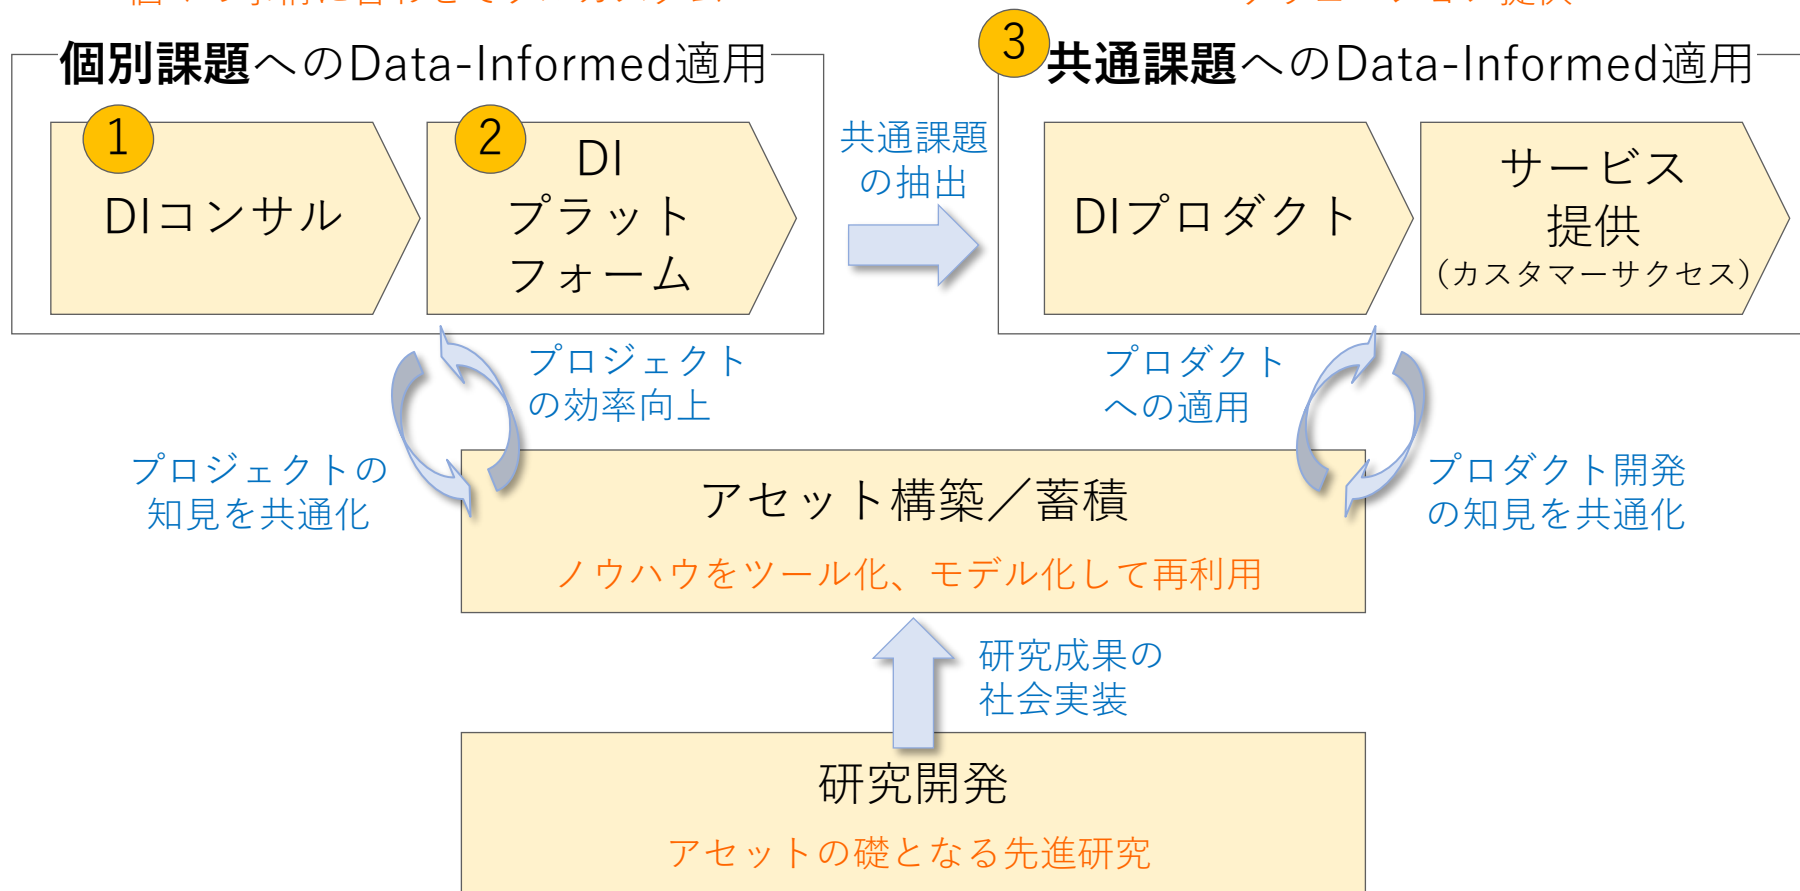 提供
個別課題へのData-Informed適用
3
共通課題へのData-Informed適用
1
DIコンサル
2
DI
プラット
フォーム
共通課題
の抽出
DIプロダクト
サービス
提供
(カスタマーサクセス)
プロジェクト
の効率向上
プロダクト
への適用
プロジェクトの
知見を共通化
プロダクト開発
の知見を共通化
アセット構築／蓄積
ノウハウをツール化、モデル化して再利用
研究成果の
社会実装
研究開発
アセットの礎となる先進研究